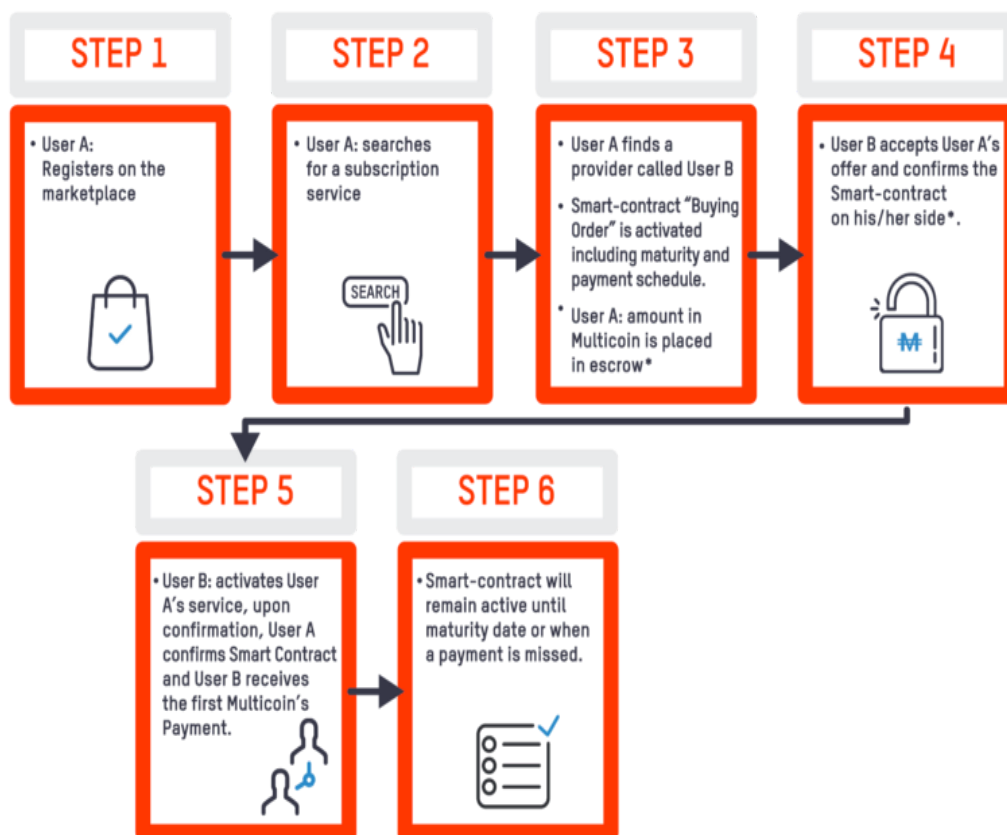 STEP 1
• User A:
Registers on the
marketplace
STEP 2
• User A: searches
for a subscription
service
SEARCH
STEP 3
• User A finds a
provider called User B
• Smart-contract “Buying
Order” is activated
including maturity and
payment schedule.
• User A: amount in
Multicoin is placed
in escrow*
STEP 4
• User B accepts User A’s
offer and confirms the
Smart-contract
on his/her side*.
STEP 5
• User B: activates User
A’s service, upon
confirmation, User A
confirms Smart Contract
and User B receives
the first Multicoin’s
Payment.
STEP 6
• Smart-contract will
remain active until
maturity date or when
a payment is missed.